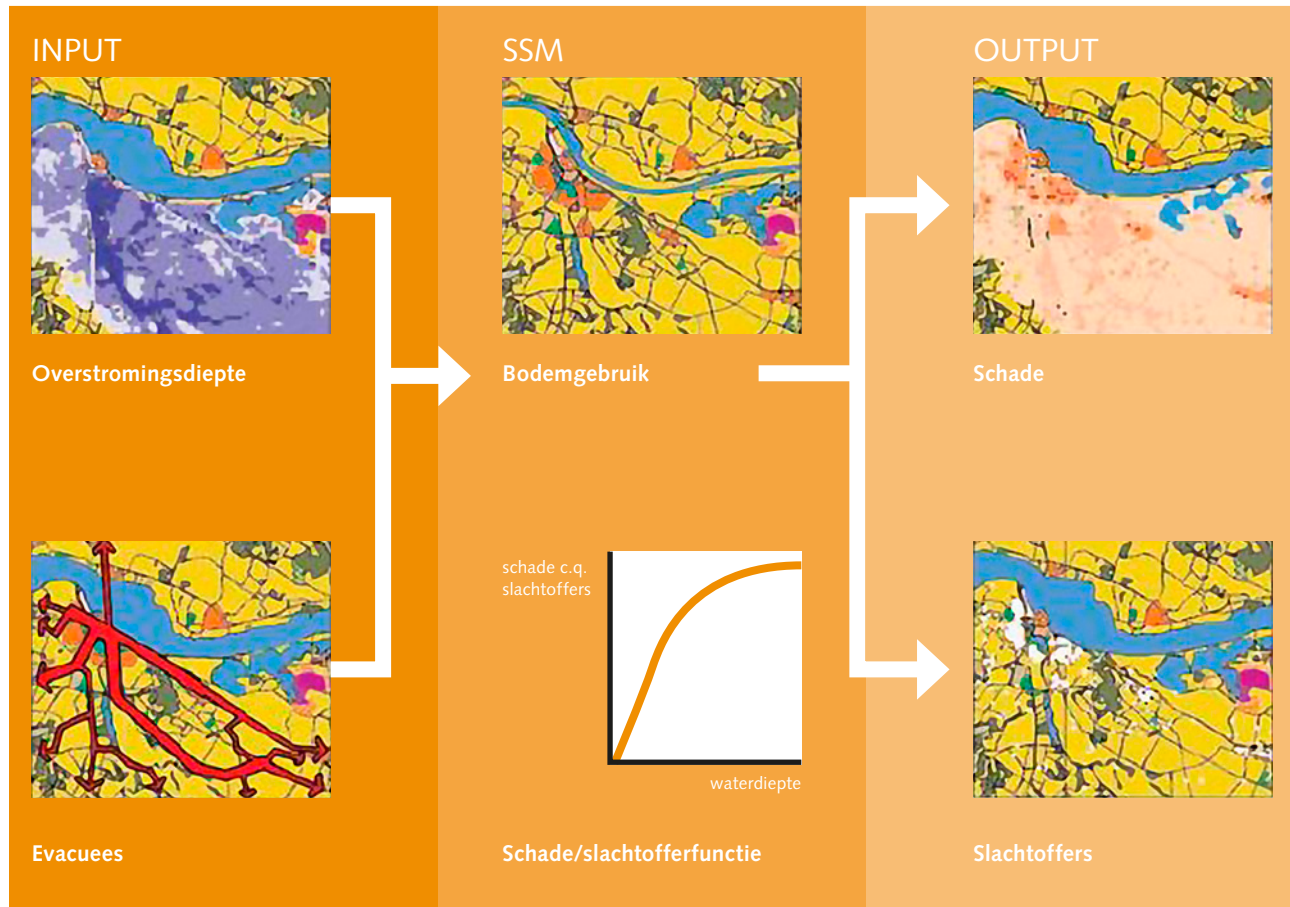 INPUT
SSM
OUTPUT
Overstromingsdiepte
Bodemgebruik
Schade
schade c.q.
slachtoffers
waterdiepte
Evacuees
Schade/slachtofferfunctie
Slachtoffers